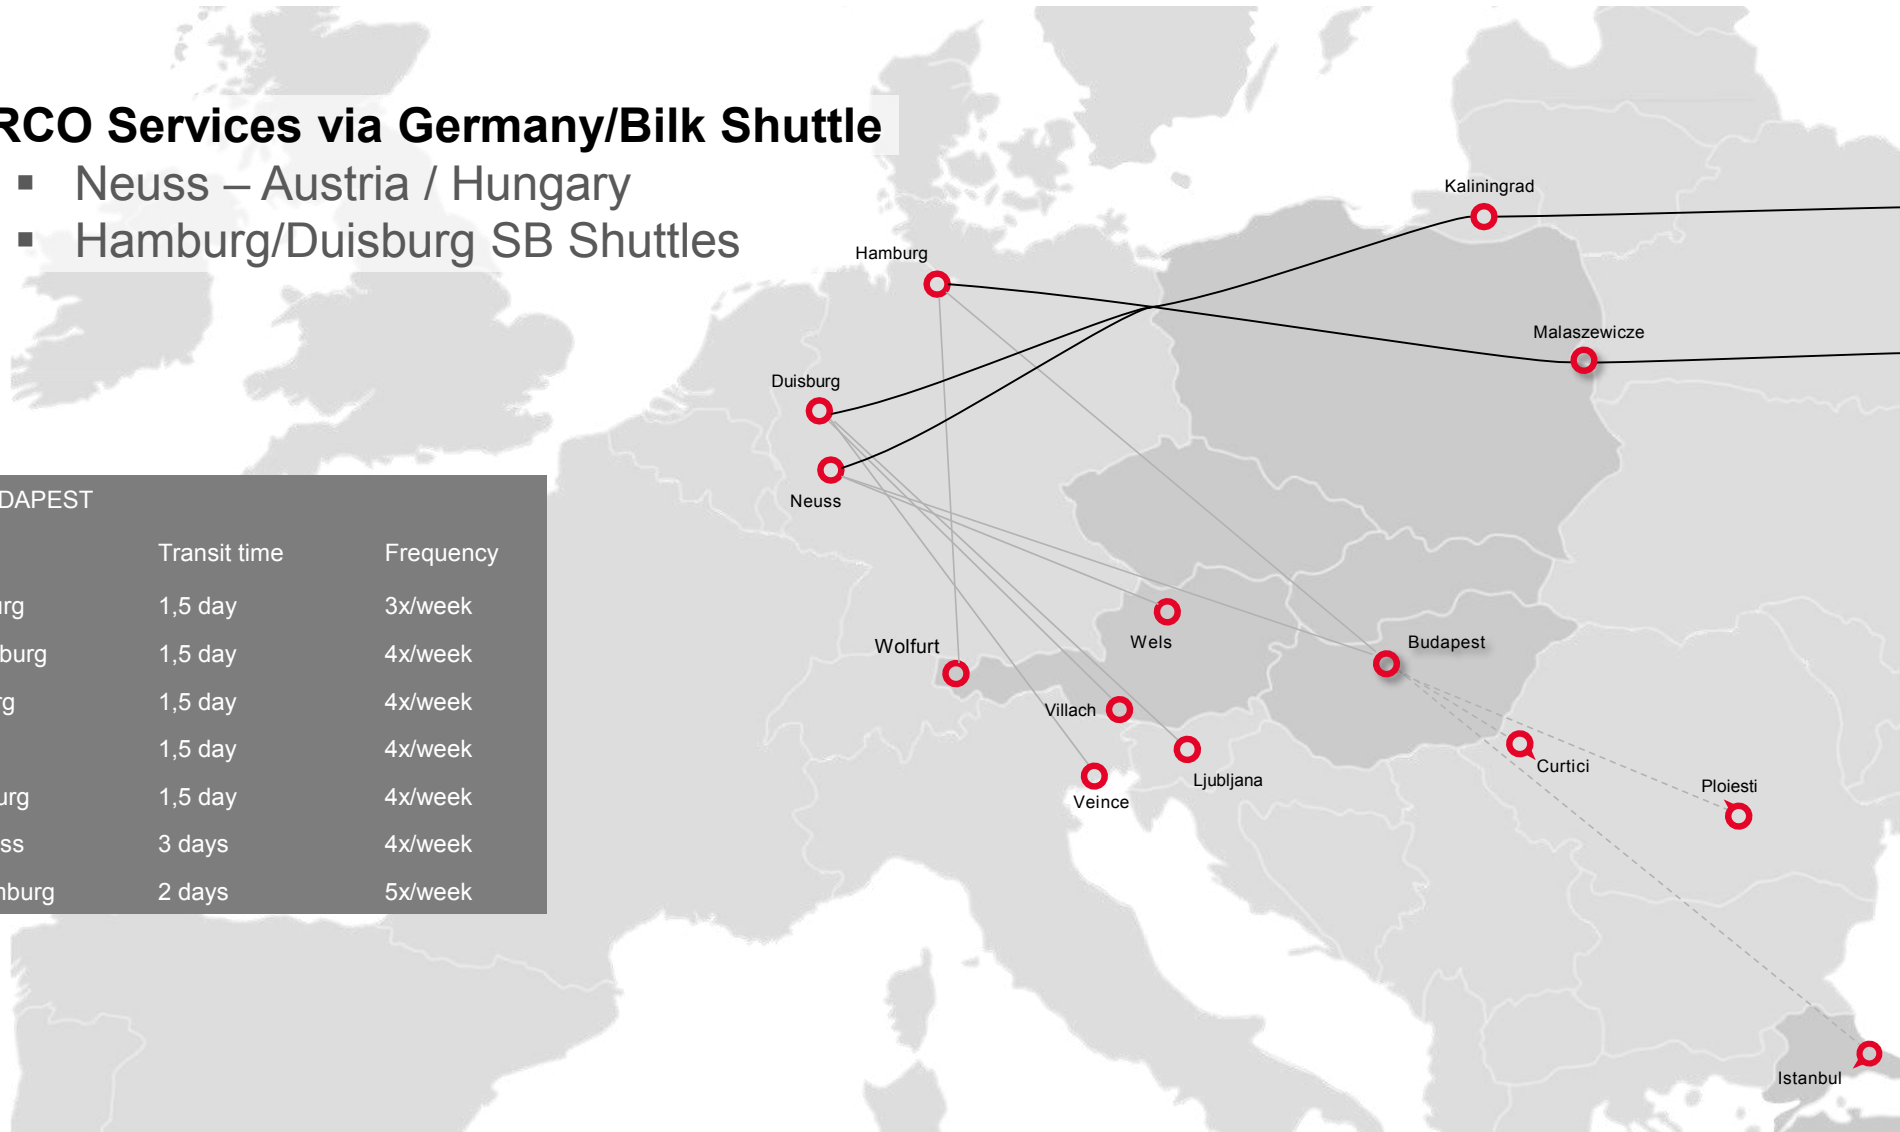 RCO Services via Germany/Bilk Shuttle
▪ Neuss – Austria / Hungary
▪ Hamburg/Duisburg SB Shuttles
Kaliningrad
Hamburg
Malaszewicze
Duisburg
Neuss
DAPEST
Transit time Frequency
rg 1,5 day 3x/week
burg 1,5 day 4x/week
rg 1,5 day 4x/week
1,5 day 4x/week
urg 1,5 day 4x/week
ss 3 days 4x/week
nburg 2 days 5x/week
Wolfurt
Wels
Budapest
Villach
Ljubljana
Veince
Curtici
Ploiesti
Istanbul